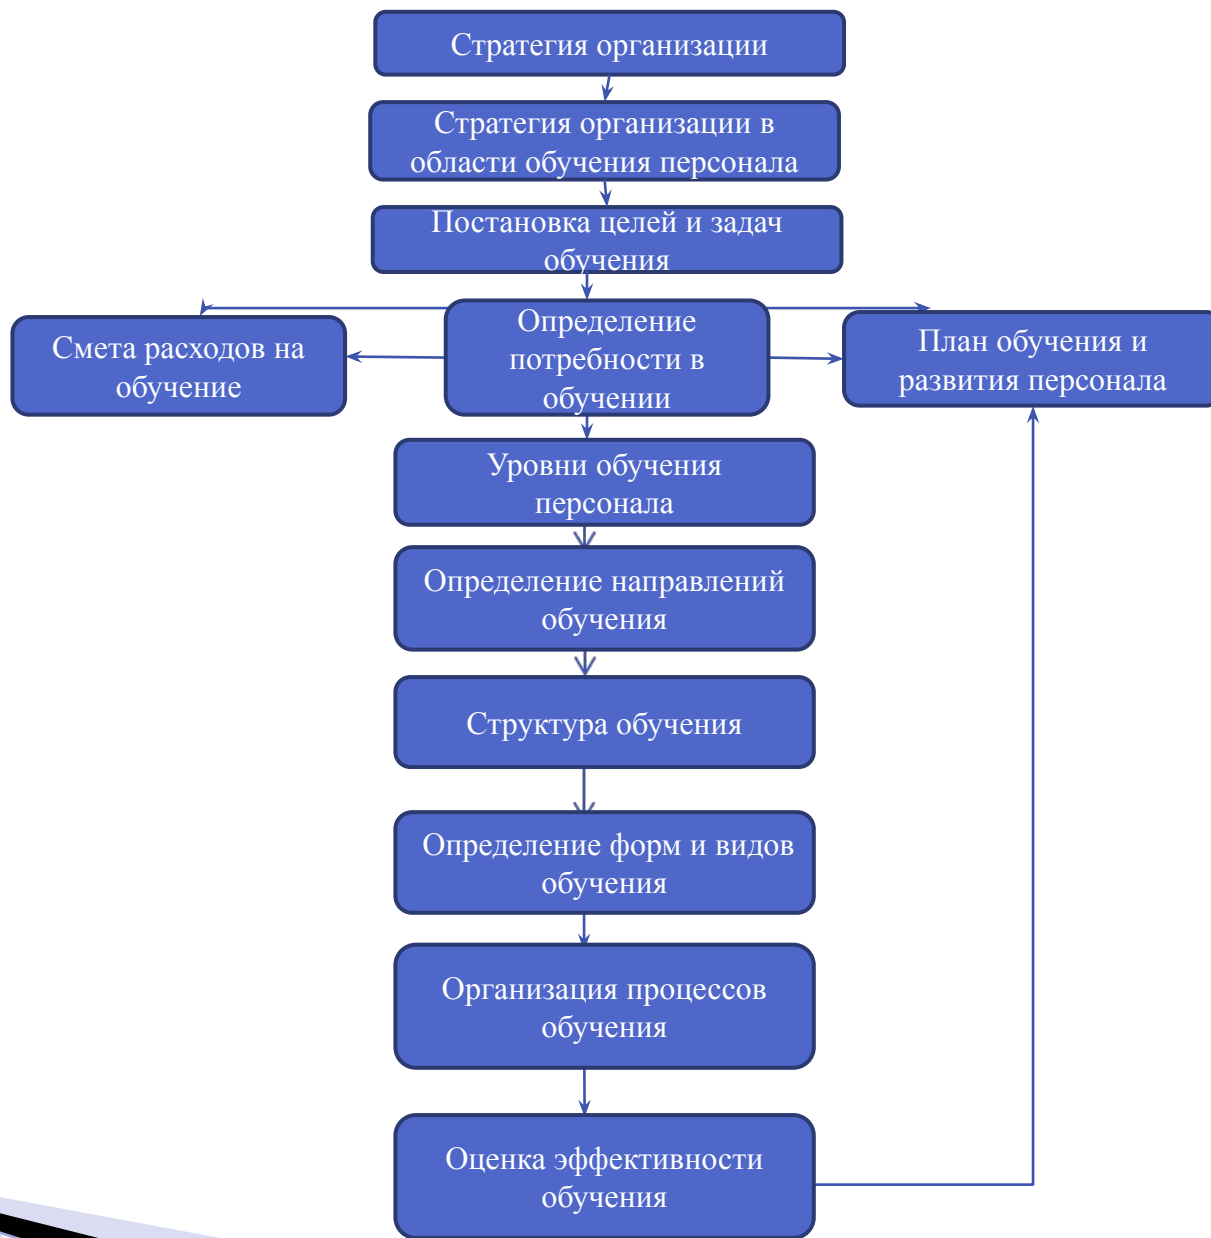 Стратегия организации
Стратегия организации в
области обучения персонала
Постановка целей и задач
обучения
Смета расходов на
обучение
Определение
потребности в
обучении
План обучения и
развития персонала
Уровни обучения
персонала
Определение направлений
обучения
Структура обучения
Определение форм и видов
обучения
Организация процессов
обучения
Оценка эффективности
обучения